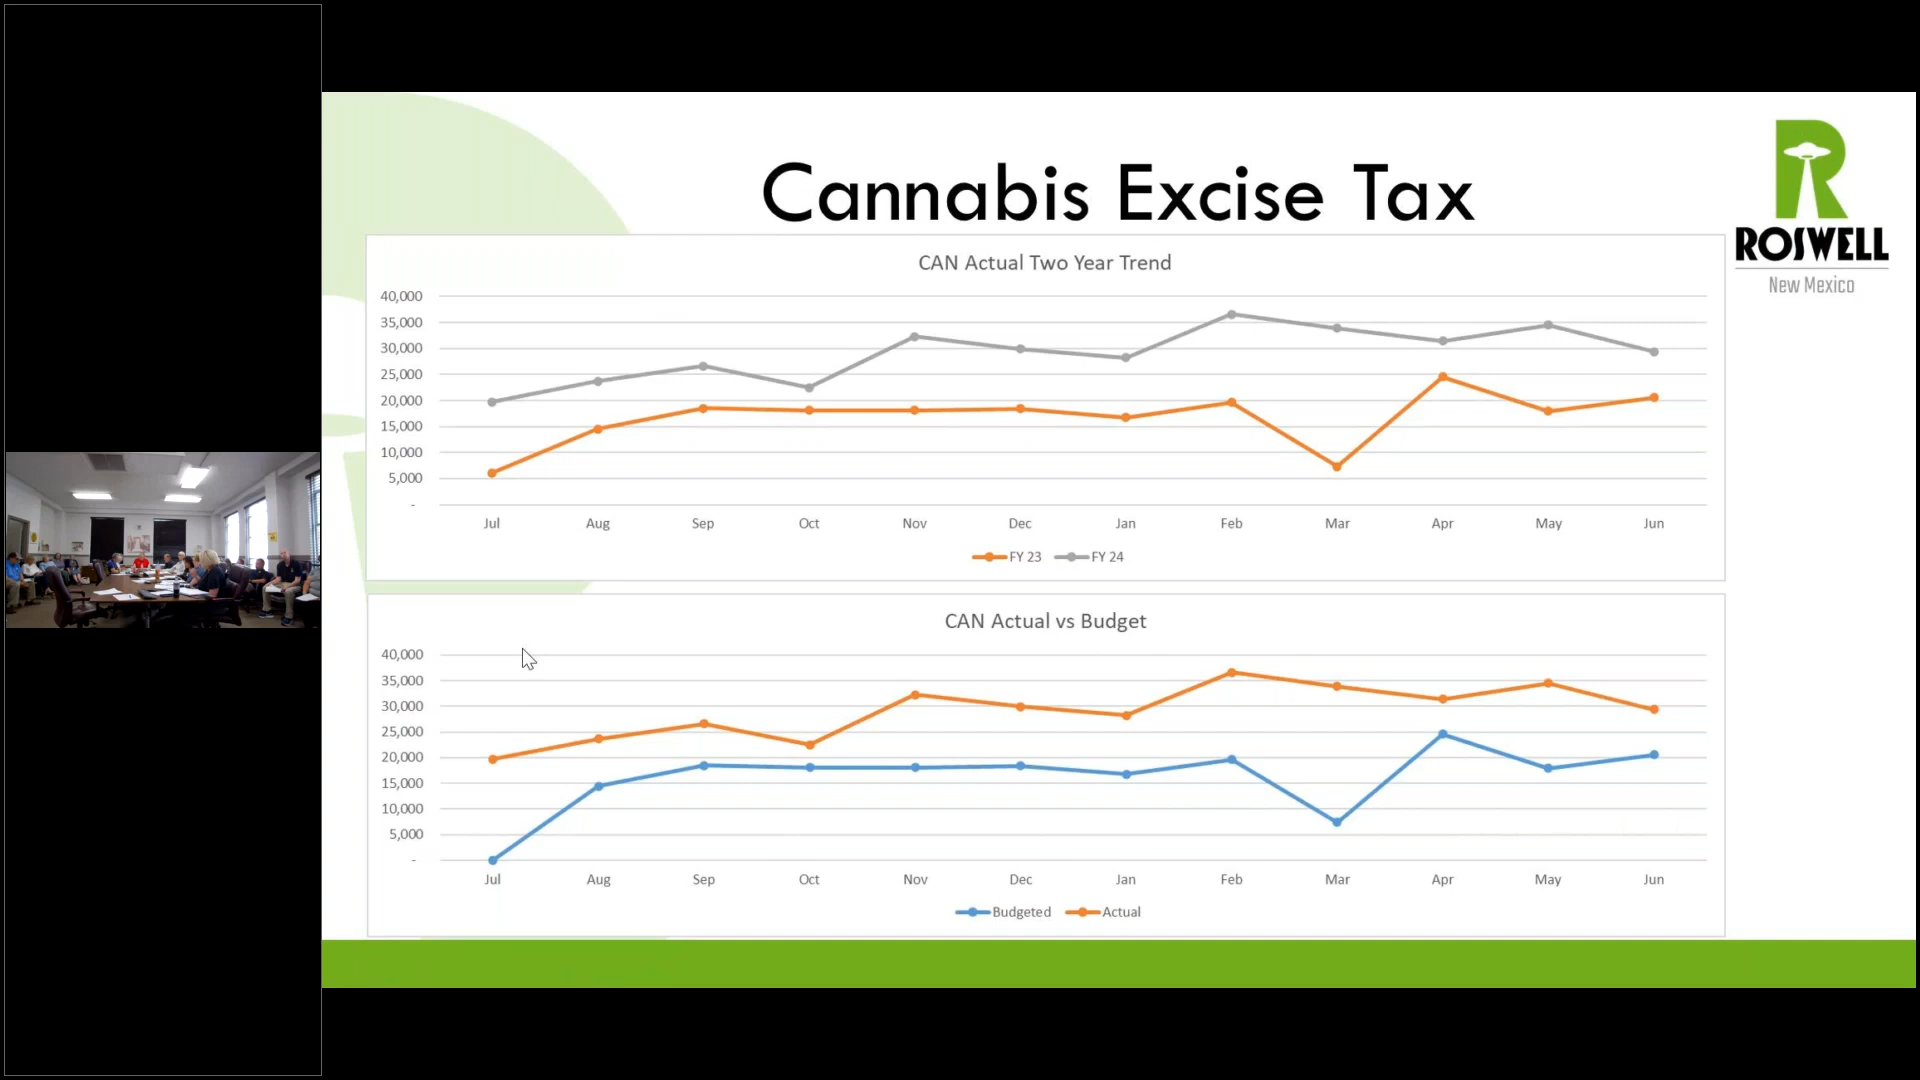 Cannabis Excise Tax
ROSWELL
New Mexico
CAN Actual Two Year Trend
40,000
35,000
30,000
25,000
20,000
15,000
10,000
5,000
-
Jul Aug Sep Oct Nov Dec Jan Feb Mar Apr May Jun
FY 23 FY 24
CAN Actual vs Budget
40,000
35,000
30,000
25,000
20,000
15,000
10,000
5,000
-
Jul Aug Sep Oct Nov Dec Jan Feb Mar Apr May Jun
Budgeted Actual